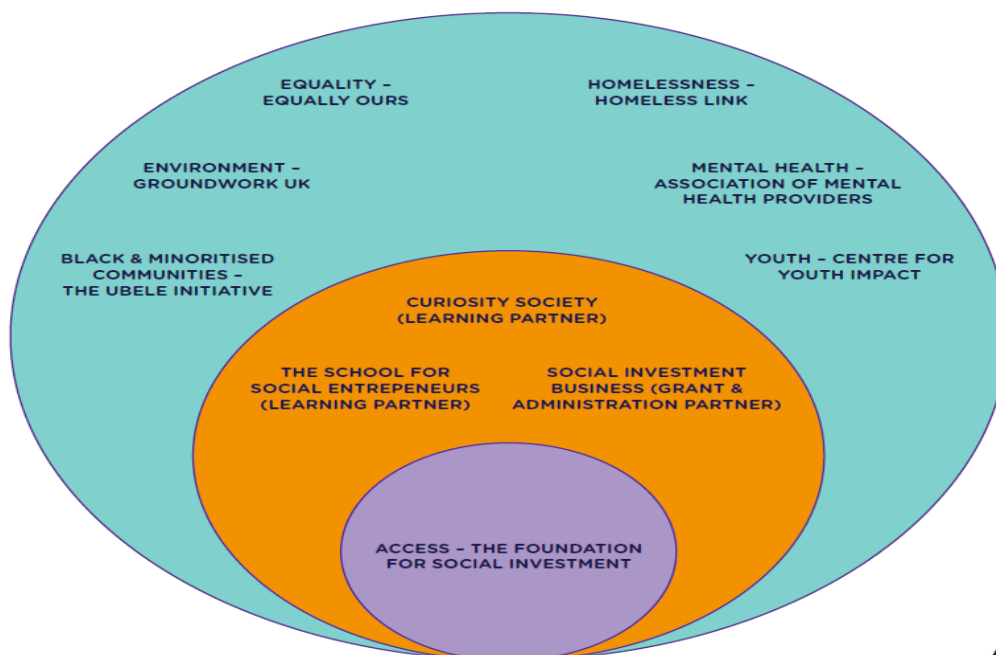 EQUALITY –
EQUALLY OURS
HOMELESSNESS –
HOMELESS LINK
ENVIRONMENT –
GROUNDWORK UK
MENTAL HEALTH –
ASSOCIATION OF MENTAL
HEALTH PROVIDERS
BLACK & MINORITISED
COMMUNITIES –
THE UBELE INITIATIVE
YOUTH – CENTRE FOR
YOUTH IMPACT
CURIOSITY SOCIETY
(LEARNING PARTNER)
THE SCHOOL FOR
SOCIAL ENTREPENEURS
(LEARNING PARTNER)
SOCIAL INVESTMENT
BUSINESS (GRANT &
ADMINISTRATION PARTNER)
ACCESS – THE FOUNDATION
FOR SOCIAL INVESTMENT